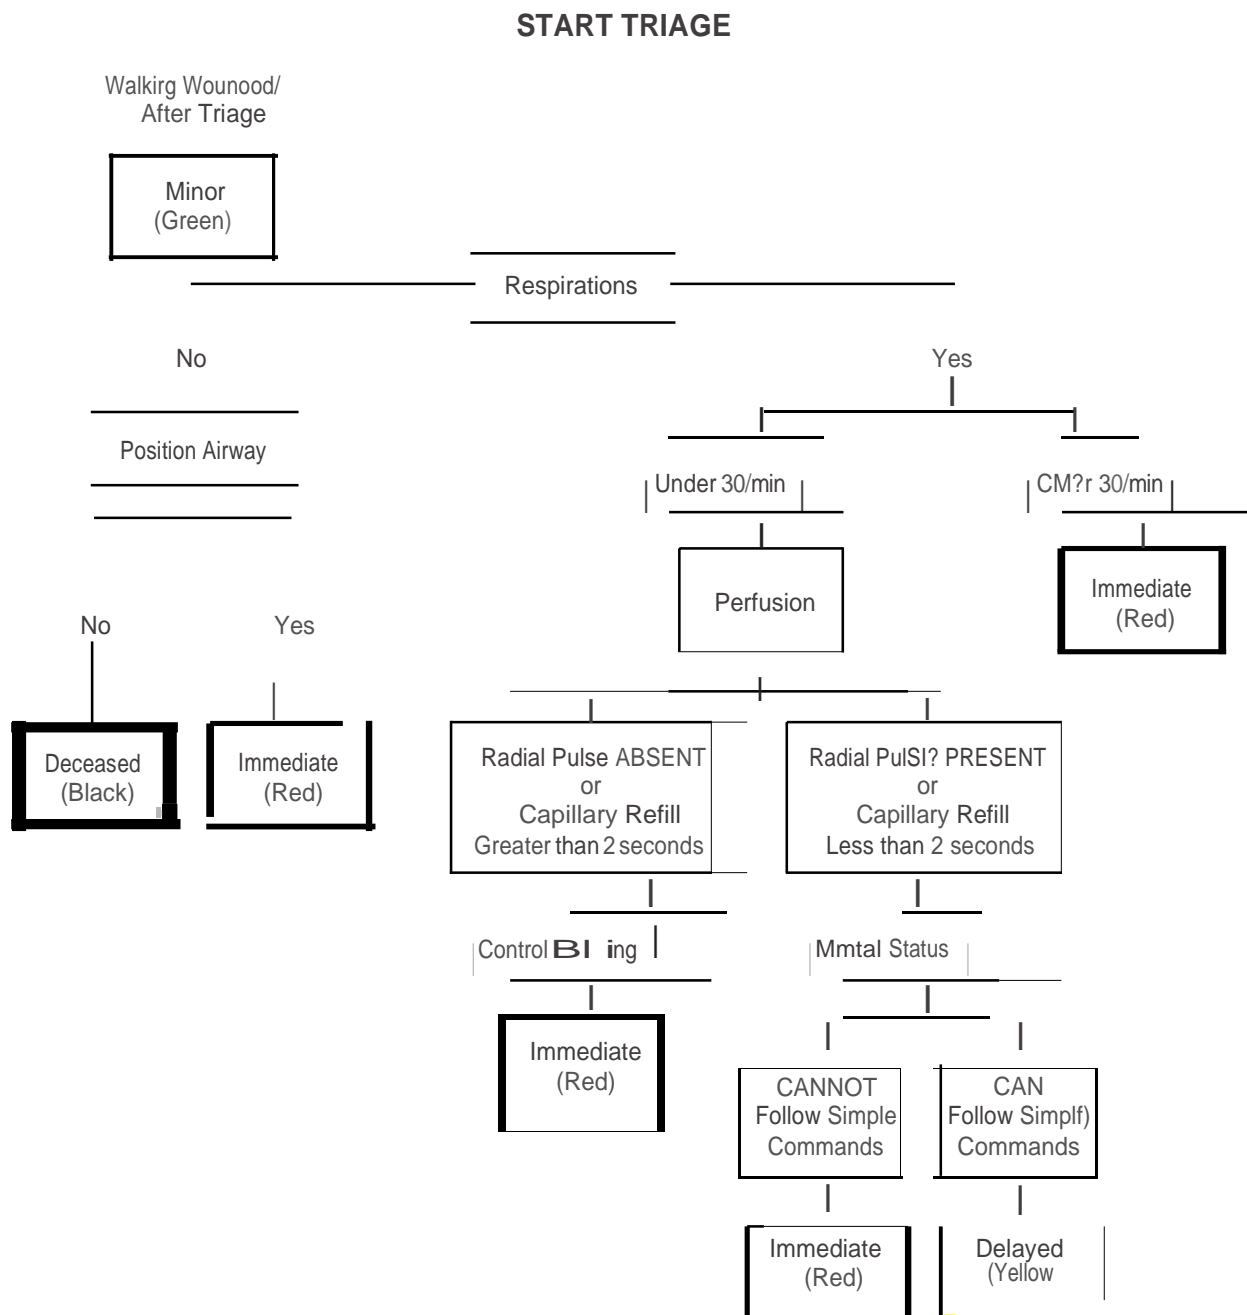 START TRIAGE
Walkirg Wounood/
After Triage
Minor
(Green)
Respirations
No
Yes
Position Airway
Under 30/min
CM?r 30/min
Perfusion
Immediate
(Red)
No
Yes
Deceased
(Black)
Immediate
(Red)
Radial Pulse ABSENT
or
Capillary Refill
Greater than 2 seconds
Radial PulSI? PRESENT
or
Capillary Refill
Less than 2 seconds
Control Bl ing
Mmtal Status
Immediate
(Red)
CANNOT
Follow Simple
Commands
CAN
Follow Simplf)
Commands
Immediate
(Red)
Delayed
(Yellow